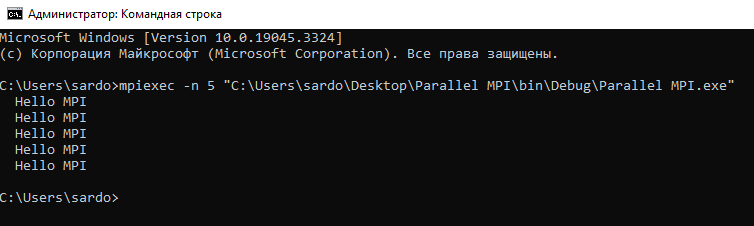 Администратор: Командная строка
Microsoft Windows [Version 10.0.19045.3324]
(c) Корпорация Майкрософт (Microsoft Corporation). Все права защищены.
C:\Users\sardo>mpiexec -n 5 "C:\Users\sardo\Desktop\Parallel MPI\bin\Debug\Parallel MPI.exe"
Hello MPI
Hello MPI
Hello MPI
Hello MPI
Hello MPI
C:\Users\sardo>